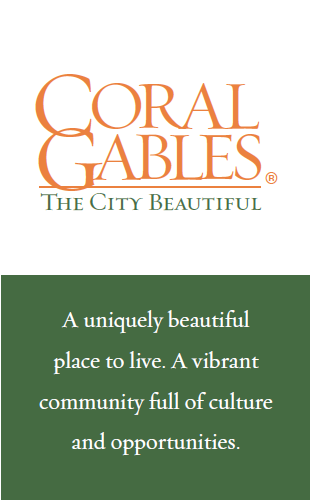 CORAL
GABLES®
THE CITY BEAUTIFUL
A uniquely beautiful
place to live. A vibrant
community full of culture
and opportunities.